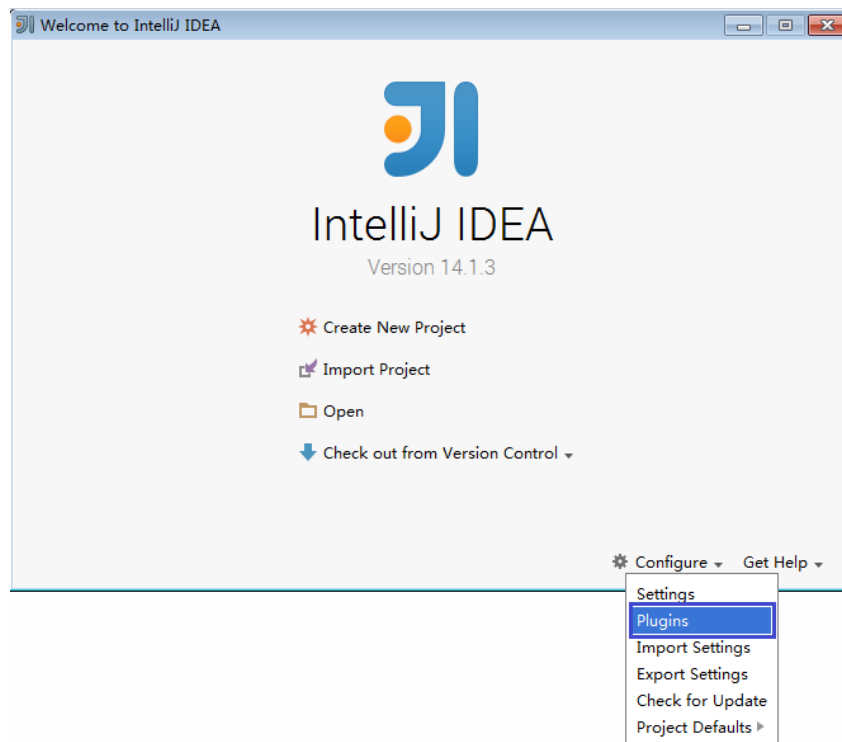 Welcome to IntelliJ IDEA
IntelliJ IDEA
Version 14.1.3
Create New Project
Import Project
Open
Check out from Version Control
Configure Get Help
Settings
Plugins
Import Settings
Export Settings
Check for Update
Project Defaults